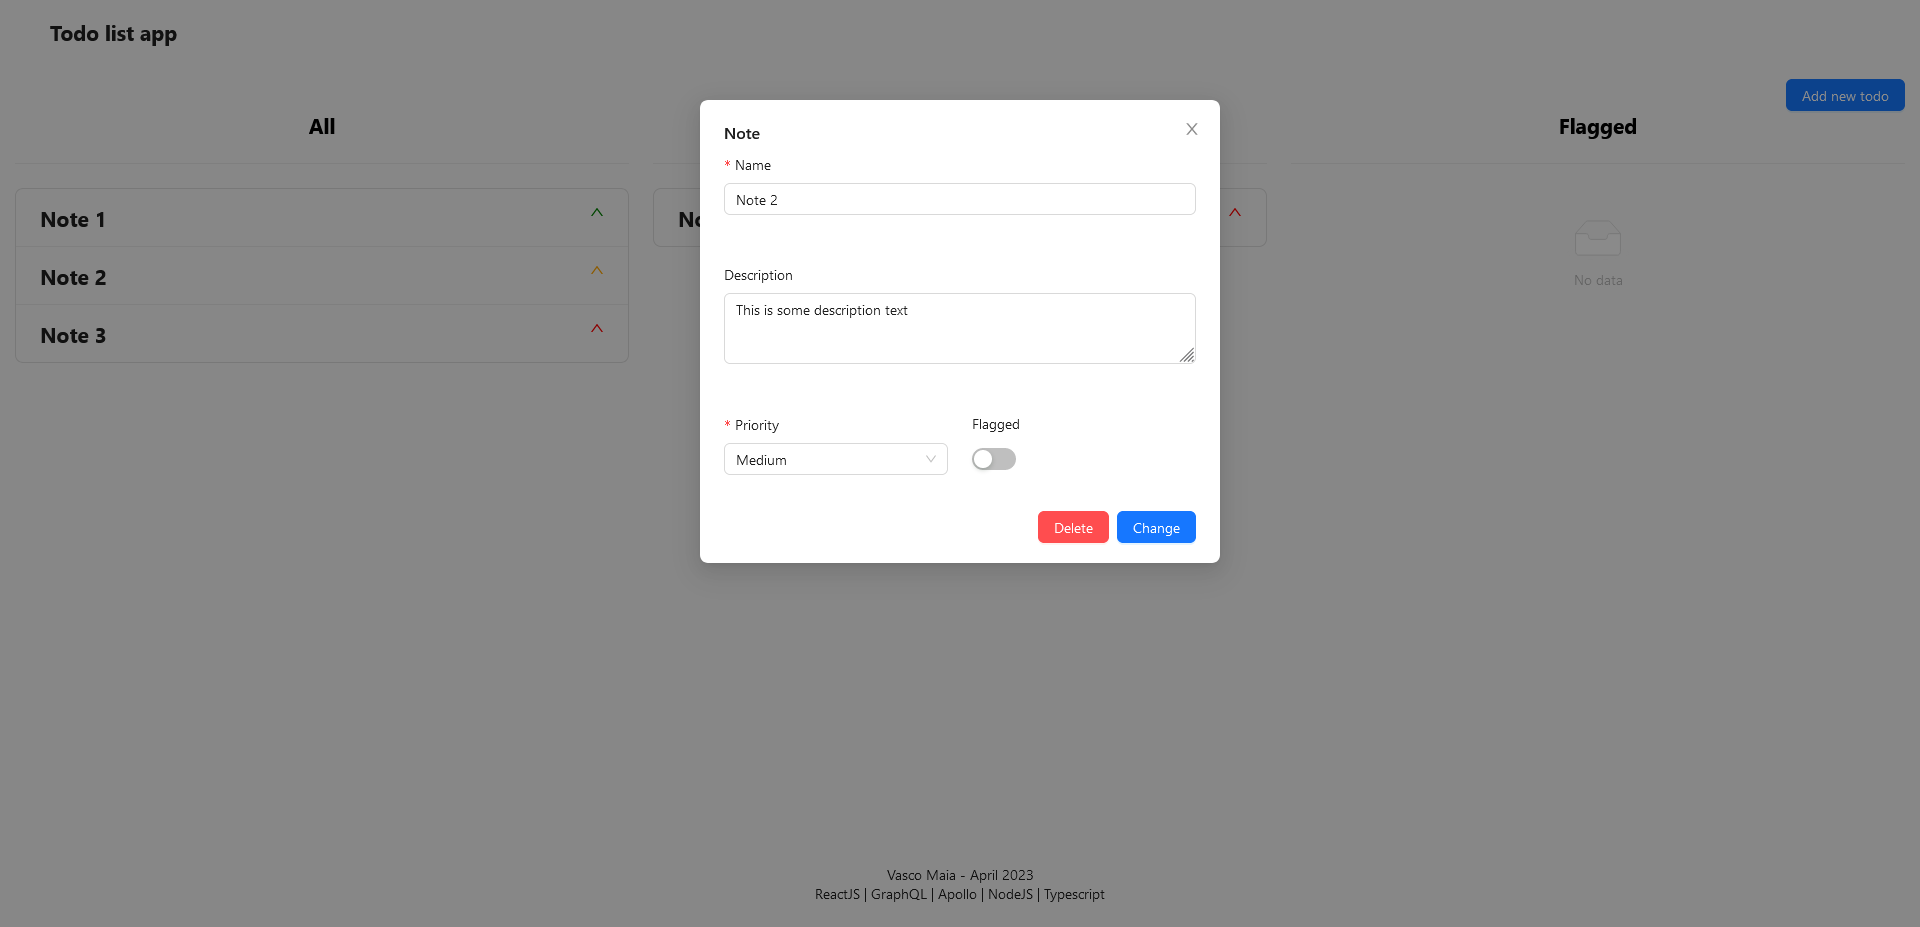 Todo list app
Add new todo
All
Flagged
Note 1
Note 2
Note 3
No data
Note
* Name
Note 2
Description
This is some description text
* Priority
Flagged
Medium
Delete
Change
Vasco Maia - April 2023
ReactJS | GraphQL | Apollo | NodeJS | Typescript